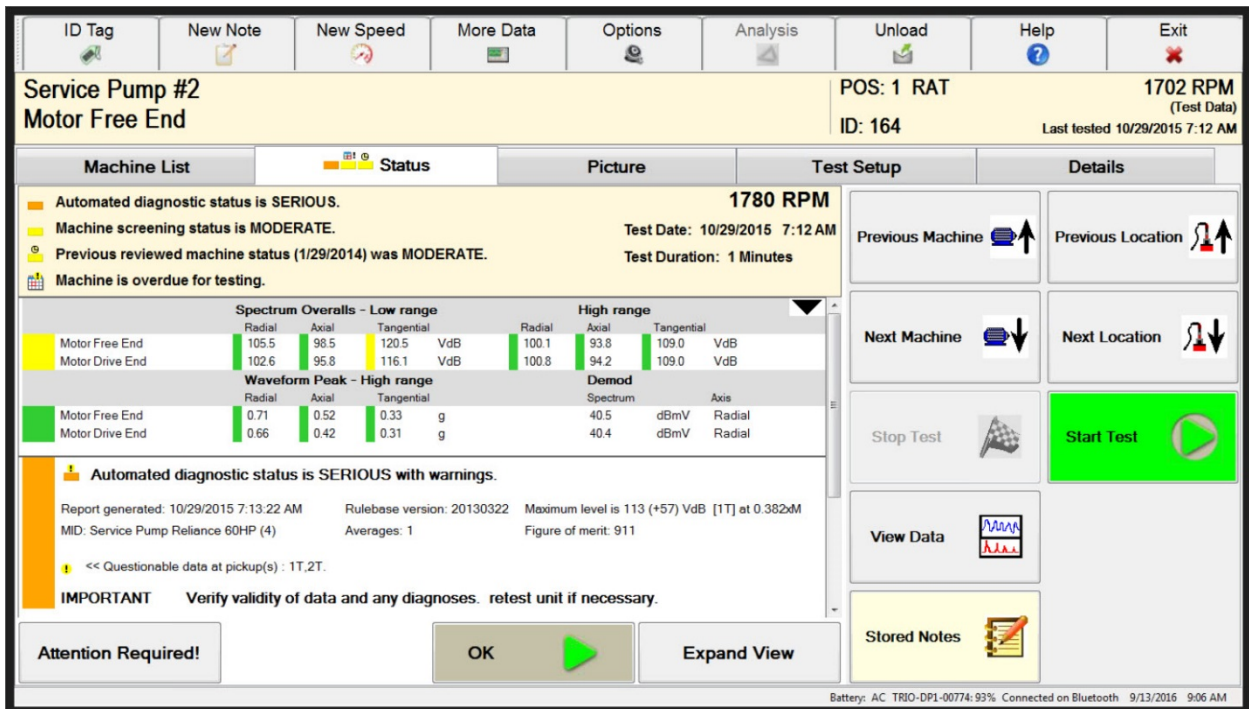 ID Tag New Note New Speed More Data Options Analysis Unload Help Exit
Service Pump #2
Motor Free End
POS: 1 RAT
1702 RPM
(Test Data)
ID: 164
Last tested 10/29/2015 7:12 AM
Machine List Status Picture Test Setup Details
Automated diagnostic status is SERIOUS.
1780 RPM
Machine screening status is MODERATE.
Test Date: 10/29/2015 7:12 AM
Previous reviewed machine status (1/29/2014) was MODERATE.
Test Duration: 1 Minutes
Machine is overdue for testing.
Spectrum Overalls - Low range High range
Radial Axial Tangential Radial Axial Tangential
Motor Free End 105.5 98.5 120.5 VdB 100.1 93.8 109.0 VdB
Motor Drive End 102.6 95.8 116.1 VdB 100.8 94.2 109.0 VdB
Waveform Peak - High range Demod
Radial Axial Tangential Spectrum Axis
Motor Free End 0.71 0.52 0.33 g 40.5 dBmV Radial
Motor Drive End 0.66 0.42 0.31 g 40.4 dBmV Radial
Automated diagnostic status is SERIOUS with warnings.
Report generated: 10/29/2015 7:13:22 AM Rulebase version: 20130322 Maximum level is 113 (+57) VdB [1T] at 0.382xM
MID: Service Pump Reliance 60HP (4) Averages: 1 Figure of merit: 911
<< Questionable data at pickup(s) : 1T,2T.
IMPORTANT Verify validity of data and any diagnoses. retest unit if necessary.
Attention Required! OK Expand View
Previous Machine Previous Location
Next Machine Next Location
Stop Test Start Test
View Data
Stored Notes
Battery: AC TRIO-DP1-00774: 93% Connected on Bluetooth 9/13/2016 9:06 AM